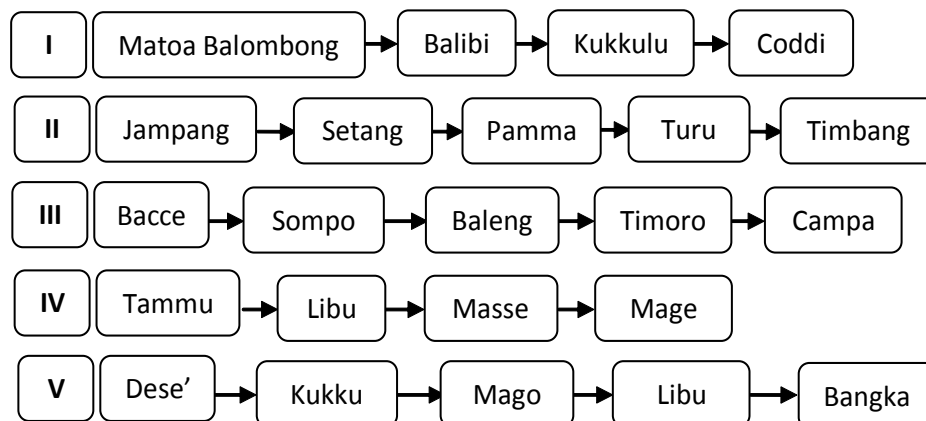 I Matoa Balombong Balibi Kukkulu Coddi
II Jampang Setang Pamma Turu Timbang
III Bacce Sompo Baleng Timoro Campa
IV Tammu Libu Masse Mage
V Dese’ Kukku Mago Libu Bangka